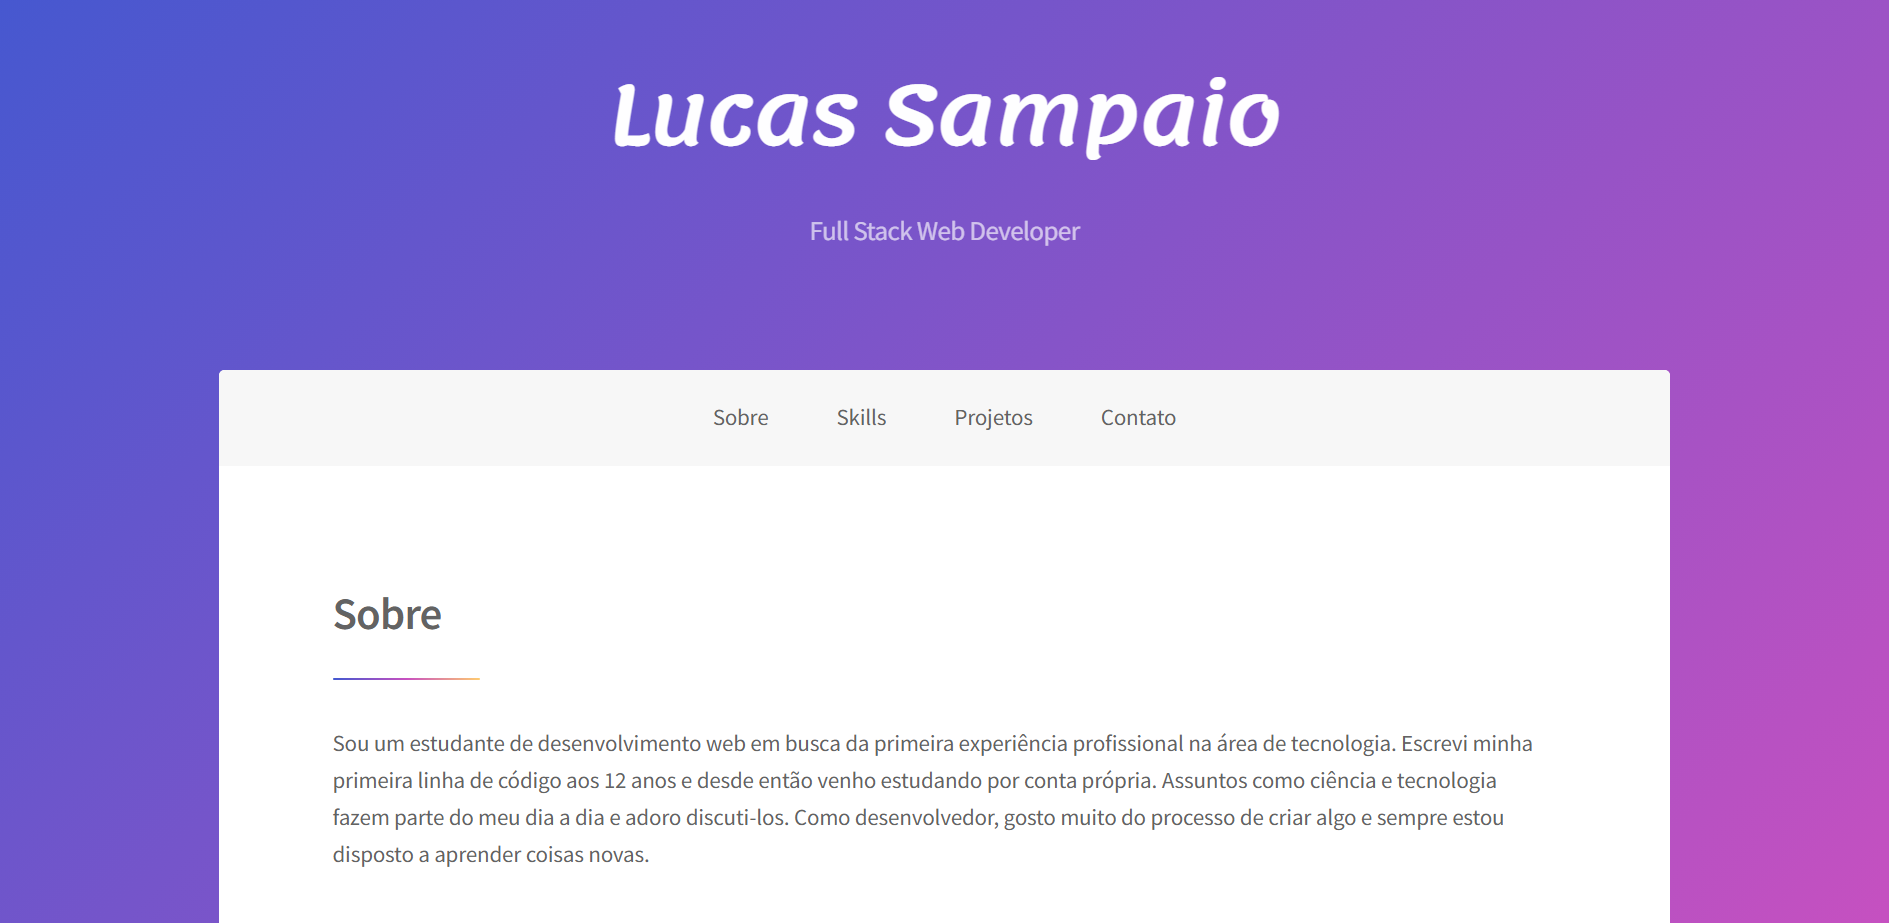 Lucas Sampaio
Full Stack Web Developer
Sobre Skills Projetos Contato
Sobre
Sou um estudante de desenvolvimento web em busca da primeira experiência profissional na área de tecnologia. Escrevi minha
primeira linha de código aos 12 anos e desde então venho estudando por conta própria. Assuntos como ciência e tecnologia
fazem parte do meu dia a dia e adoro discuti-los. Como desenvolvedor, gosto muito do processo de criar algo e sempre estou
disposto a aprender coisas novas.